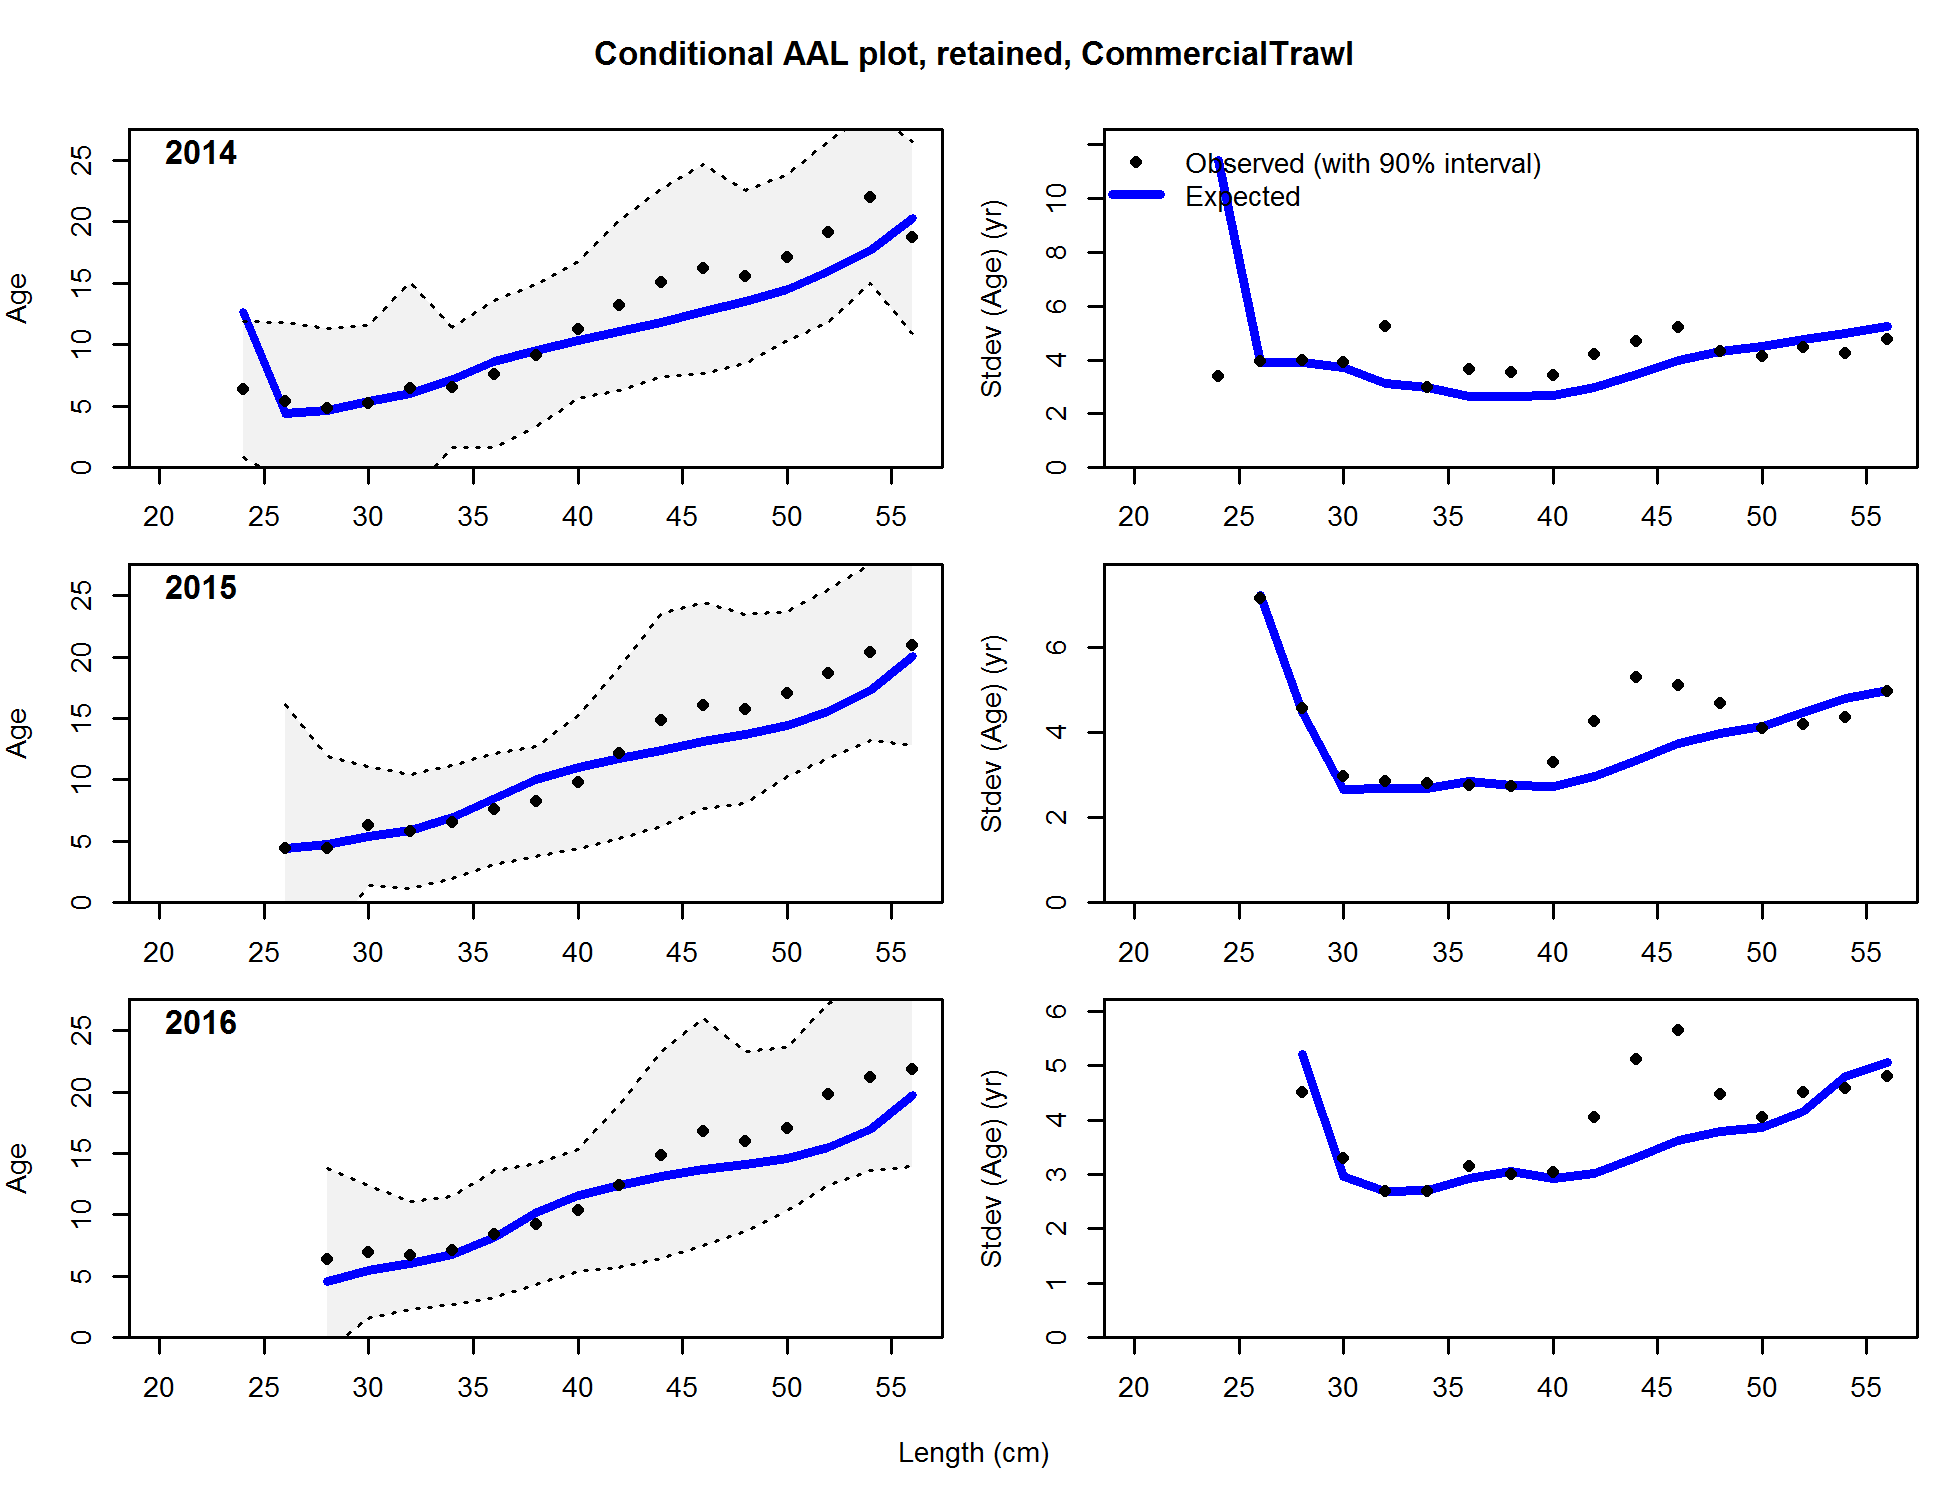 Conditional AAL plot, retained, CommercialTrawl
2014
Age
0 5 10 15 20 25
20 25 30 35 40 45 50 55
Observed (with 90% interval)
Expected
Stdev (Age) (yr)
0 2 4 6 8 10
20 25 30 35 40 45 50 55
2015
Age
0 5 10 15 20 25
20 25 30 35 40 45 50 55
Stdev (Age) (yr)
0 2 4 6
20 25 30 35 40 45 50 55
2016
Age
0 5 10 15 20 25
20 25 30 35 40 45 50 55
Stdev (Age) (yr)
0 1 2 3 4 5 6
20 25 30 35 40 45 50 55
Length (cm)